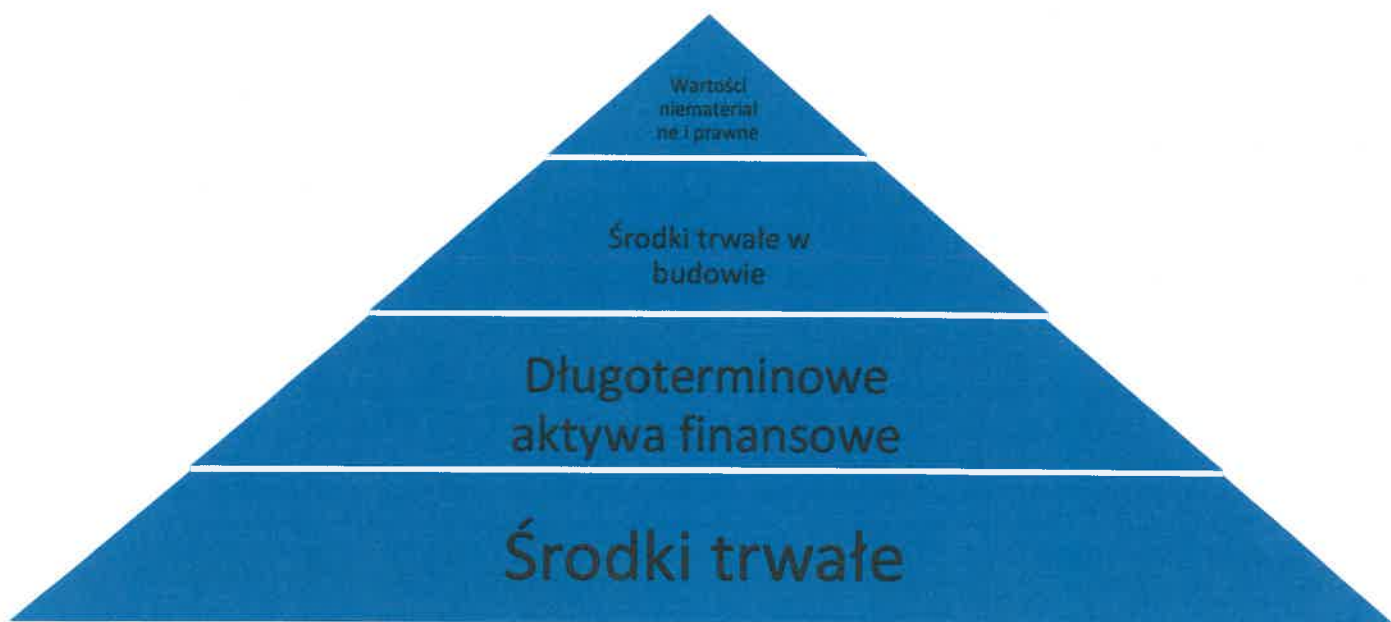 Wartości
niematerial
ne i prawne
Środki trwałe w
budowie
Długoterminowe
aktywa finansowe
Środki trwałe